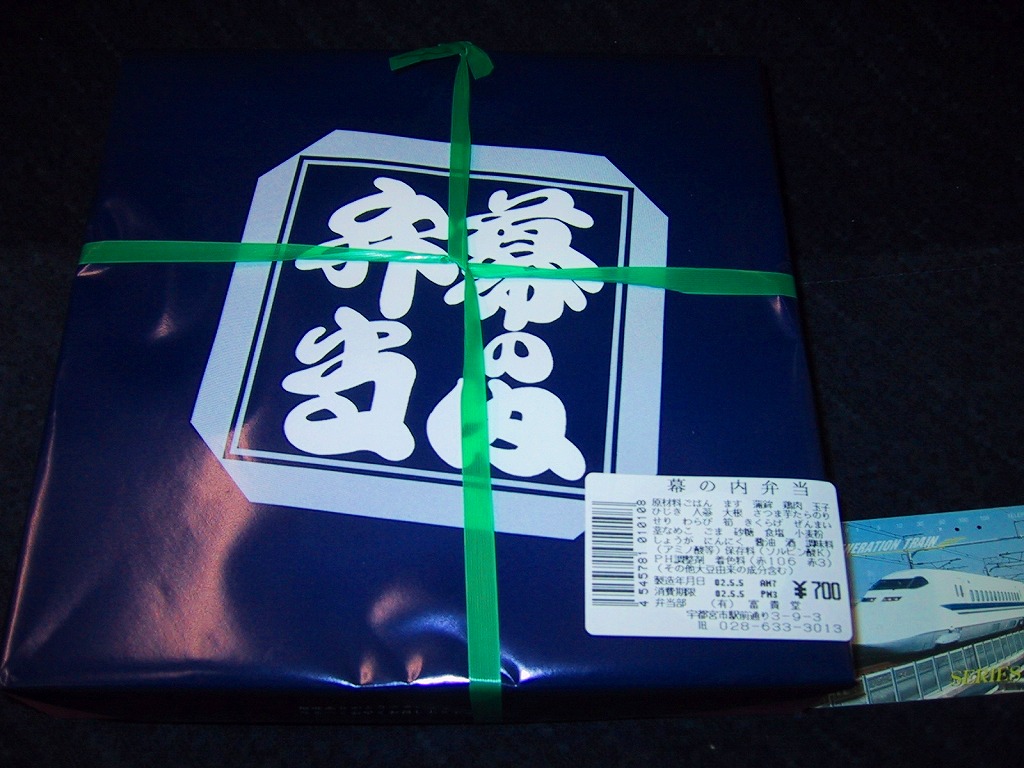 幕の内
弁当
幕の内弁当
原材料ごはん ます 蒲鉾 鶏肉 玉子
ひじき 人参 大根 さつま芋たらのり
せり わらび 筍 きくらげ ぜんまい
茎なめこ ごま 砂糖 食塩 小麦粉
しょうが にんにく 醤油 酒 調味料
(アミノ酸等)保存料(ソルビン酸K)
PH調整剤 着色料(赤106 赤3)
(その他大豆由来の成分含む)
製造年月日 02.5.5 AM7
消費期限 02.5.5 PM3
¥700
弁当部 (有) 富貴堂
宇都宮市駅前通り3-9-3
028-633-3013
4 545781 010108
NERATION TRAIN
SERIES